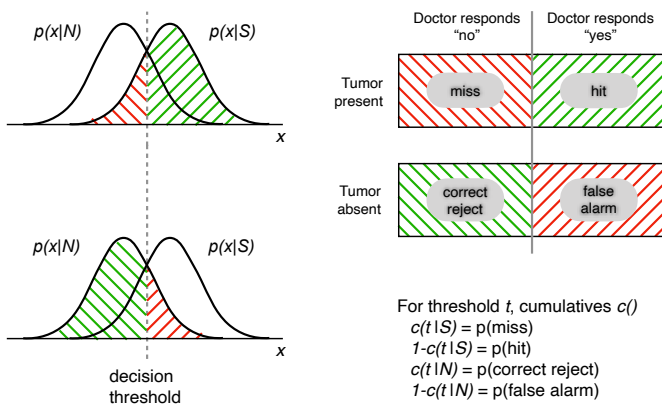 p(x|N)
p(x|S)
x
p(x|N)
p(x|S)
x
decision
threshold
Doctor responds
“no”
Doctor responds
“yes”
Tumor
present
miss
hit
Tumor
absent
correct
reject
false
alarm
For threshold t, cumulatives c()
c(t|S) = p(miss)
1-c(t|S) = p(hit)
c(t|N) = p(correct reject)
1-c(t|N) = p(false alarm)